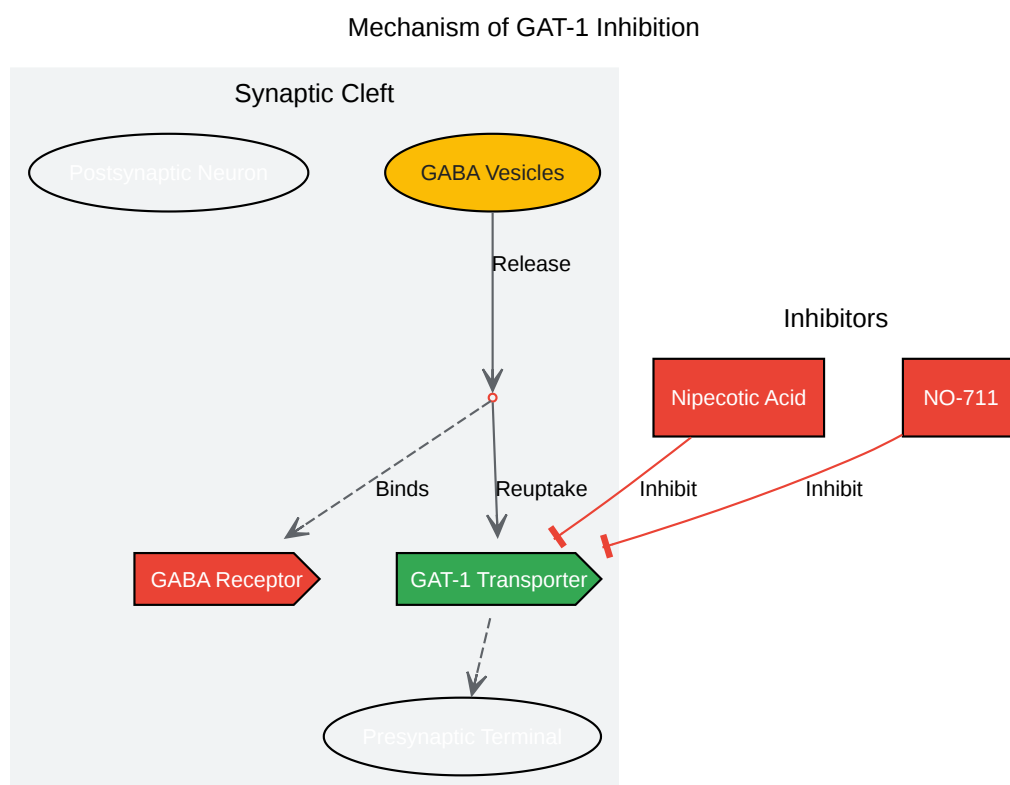 Mechanism of GAT-1 Inhibition
Synaptic Cleft
Postsynaptic Neuron
GABA Vesicles
Release
Inhibitors
Nipecotic Acid
NO-711
Binds
Reuptake
Inhibit
Inhibit
GABA Receptor
GAT-1 Transporter
Presynaptic Terminal